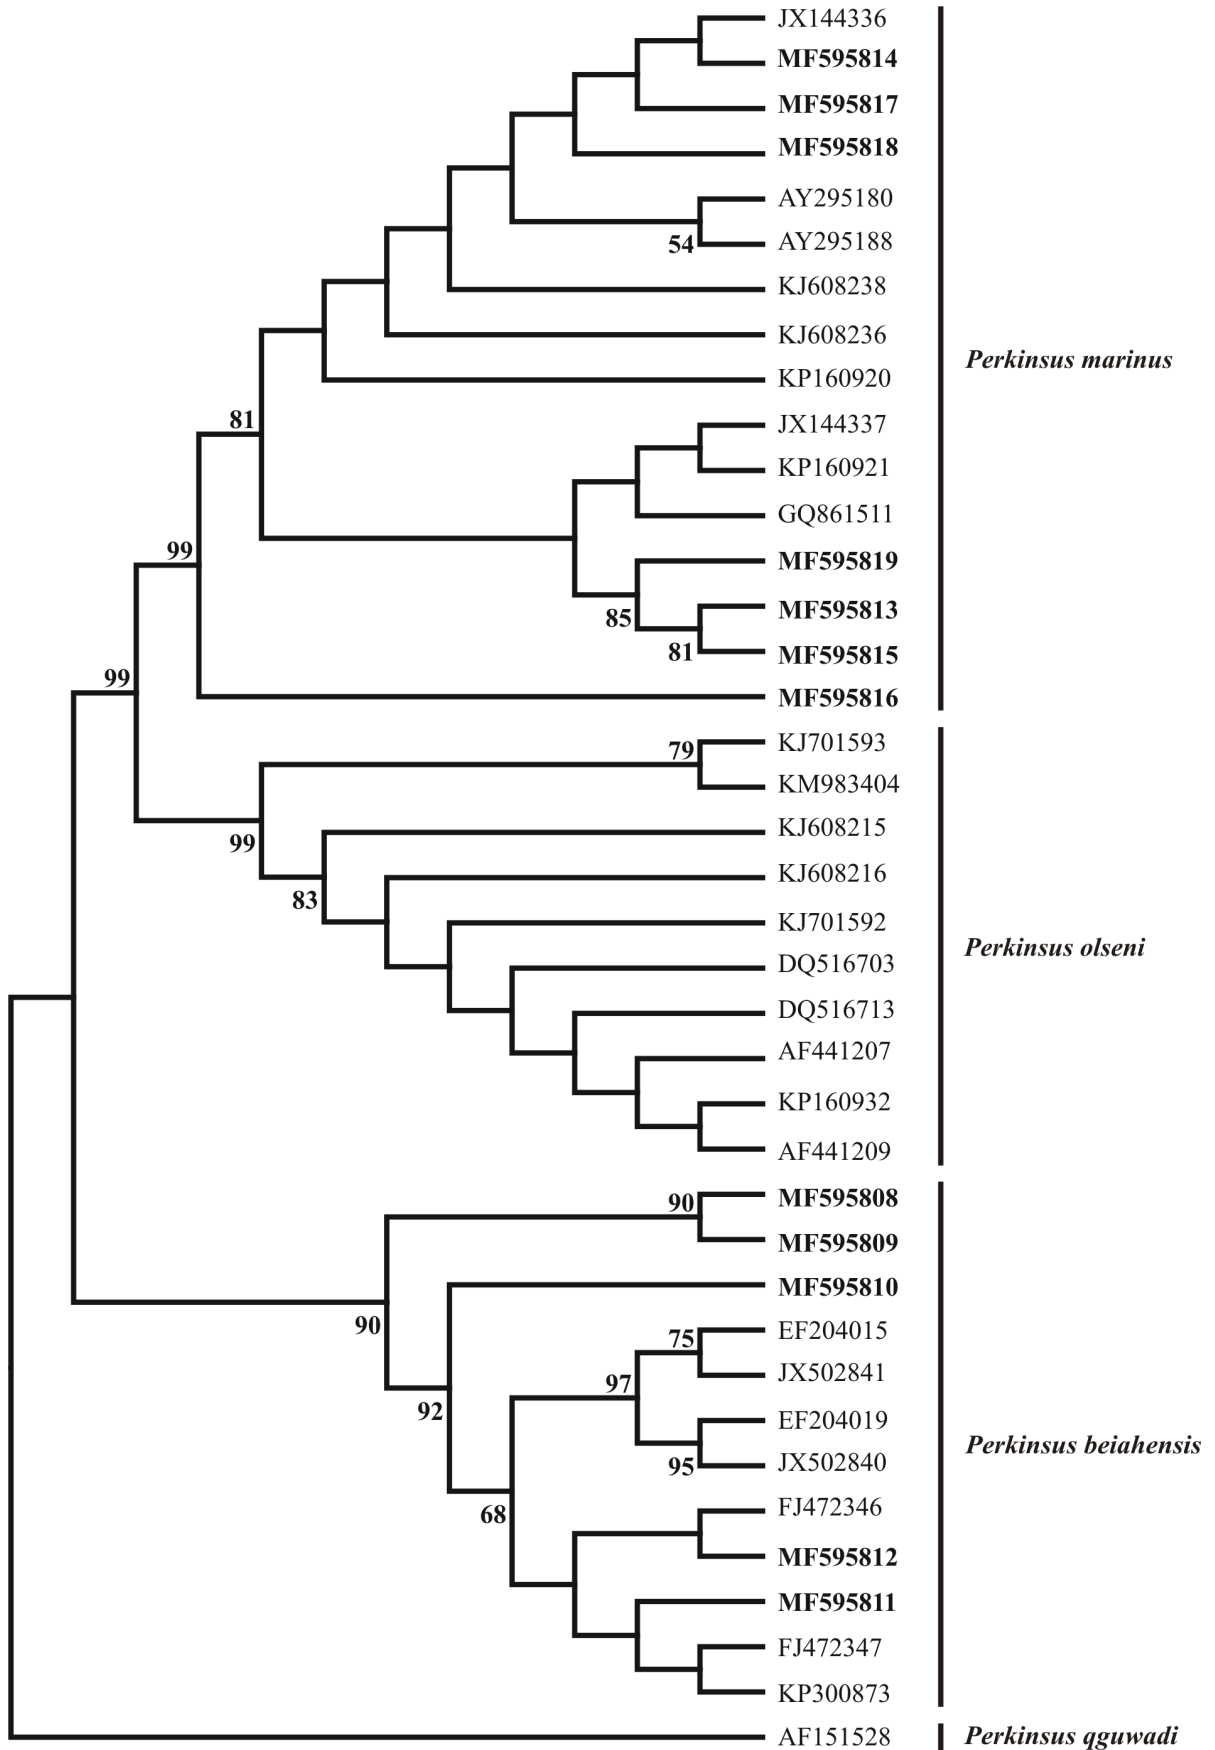 JX144336
MF595814
MF595817
MF595818
AY295180
AY295188
54
KJ608238
KJ608236
Perkinsus marinus
KP160920
81
JX144337
KP160921
GQ861511
99
MF595819
MF595813
85
MF595815
81
99
MF595816
KJ701593
79
KM983404
KJ608215
99
KJ608216
83
KJ701592
Perkinsus olseni
DQ516703
DQ516713
AF441207
KP160932
AF441209
MF595808
90
MF595809
MF595810
90
EF204015
75
JX502841
97
92
EF204019
Perkinsus beiahensis
JX502840
95
FJ472346
68
MF595812
MF595811
FJ472347
KP300873
AF151528
Perkinsus qguwadi